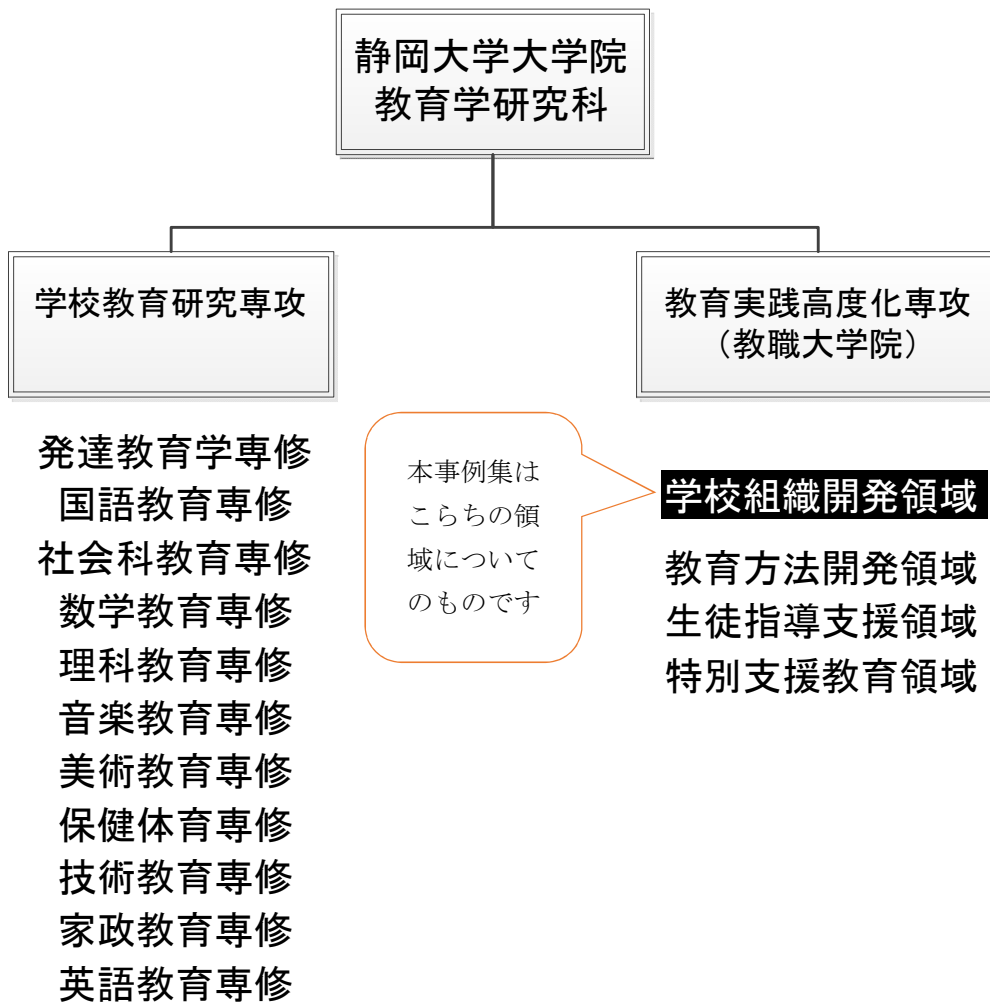 静岡大学大学院
教育学研究科
学校教育研究専攻
教育実践高度化専攻
（教職大学院）
発達教育学専修
国語教育専修
社会科教育専修
数学教育専修
理科教育専修
音楽教育専修
美術教育専修
保健体育専修
技術教育専修
家政教育専修
英語教育専修
本事例集は
こらちの領
域について
のものです
学校組織開発領域
教育方法開発領域
生徒指導支援領域
特別支援教育領域